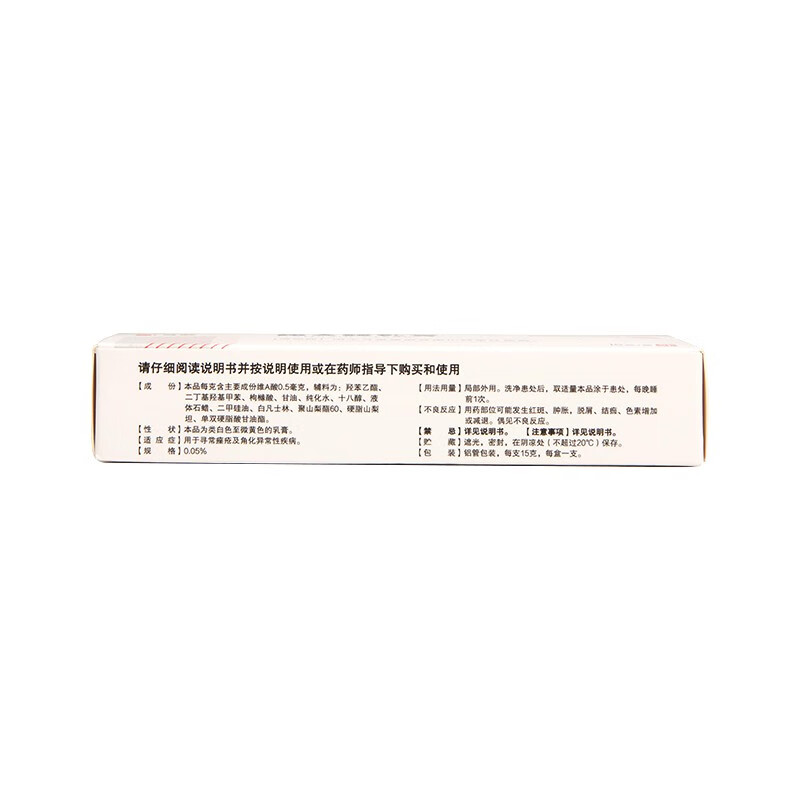 请仔细阅读说明书并按说明使用或在药师指导下购买和使用
【成 份】本品每克含主要成份维A酸0.5毫克，辅料为：羟苯乙酯、
二丁基羟基甲苯、枸橼酸、甘油、纯化水、十八醇、液
体石蜡、二甲硅油、白凡士林、聚山梨酯60、硬脂山梨
坦、单双硬脂酸甘油酯。
【性 状】本品为类白色至微黄色的乳膏。
【适应症】用于寻常痤疮及角化异常性疾病。
【规 格】0.05%
【用法用量】局部外用。洗净患处后，取适量本品涂于患处，每晚睡
前1次。
【不良反应】用药部位可能发生红斑、肿胀、脱屑、结痂、色素增加
或减退。偶见不良反应。
【禁 忌】详见说明书。 【注意事项】详见说明书。
【贮 藏】遮光，密封，在阴凉处（不超过20℃）保存。
【包 装】铝管包装，每支15克，每盒一支。